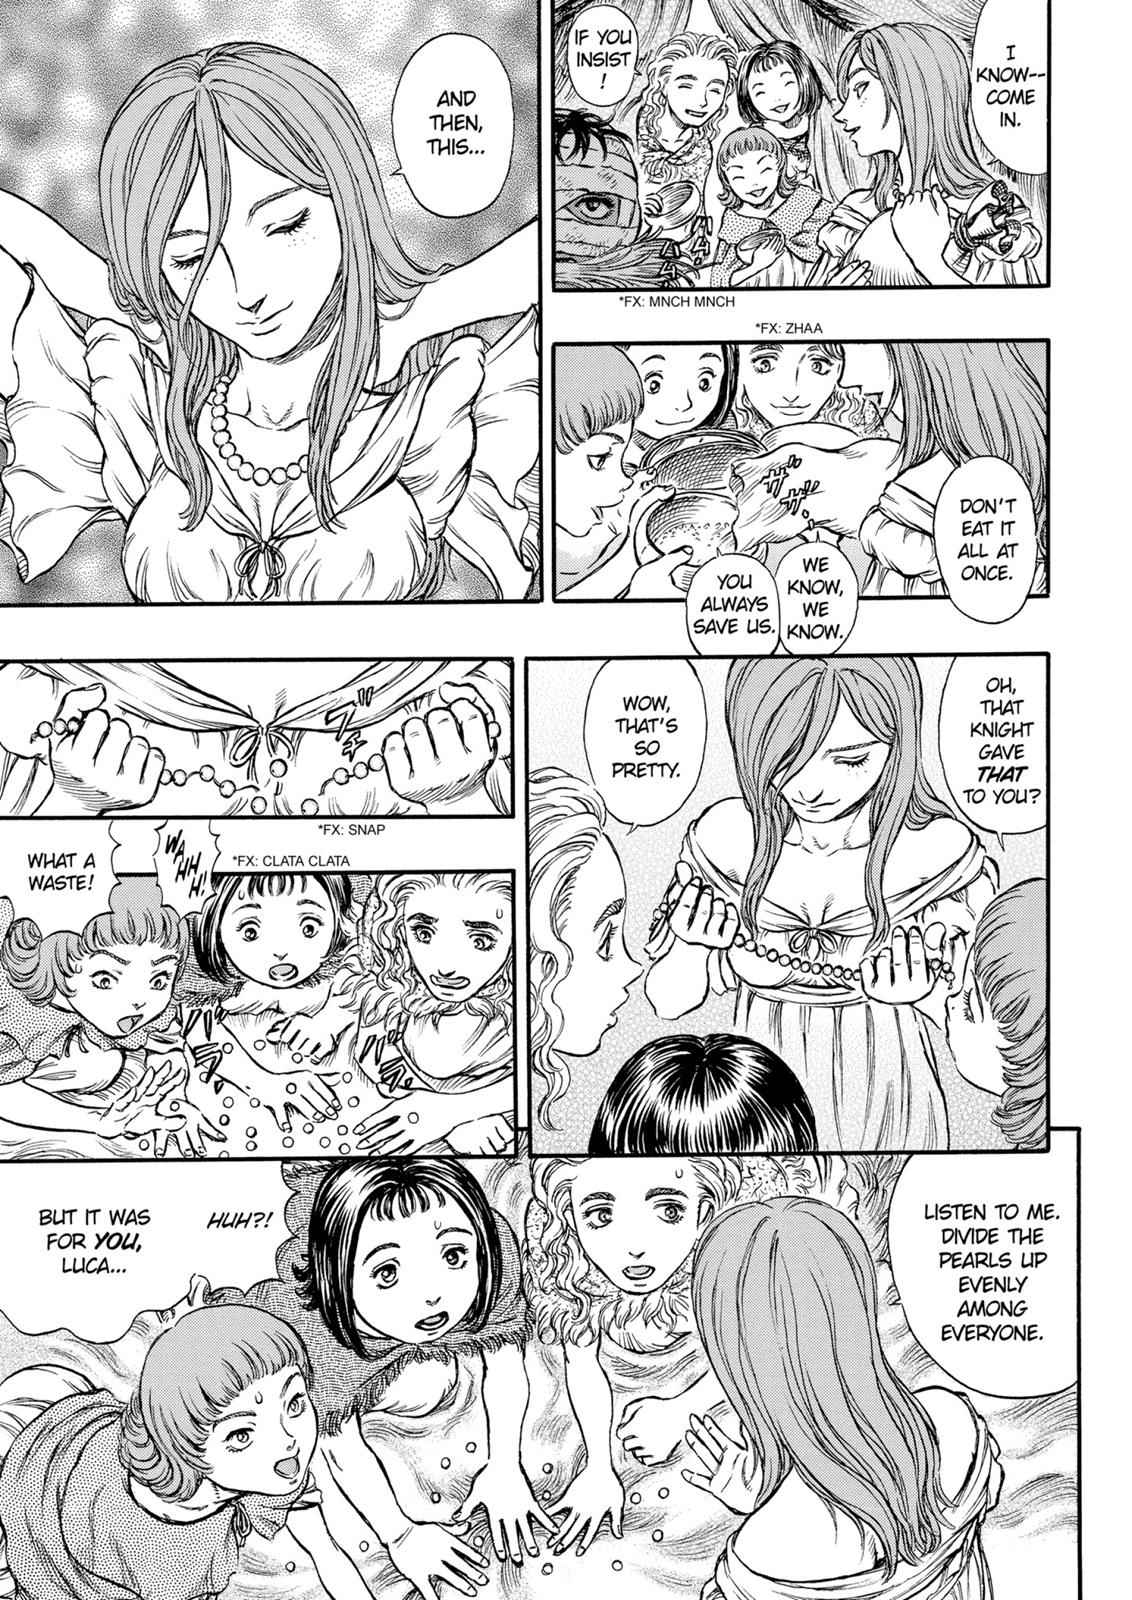 I
KNOW--
COME
IN.
IF YOU
INSIST
!
*FX: MNCH MNCH
*FX: ZHAA
DON'T
EAT IT
ALL AT
ONCE.
WE
KNOW,
WE
KNOW.
YOU
ALWAYS
SAVE US.
AND
THEN,
THIS...
OH,
THAT
KNIGHT
GAVE
THAT
TO YOU?
WOW,
THAT'S
SO
PRETTY.
ブチ
*FX: SNAP
*FX: CLATA CLATA
WAHHH!
WHAT A
WASTE!
LISTEN TO ME.
DIVIDE THE
PEARLS UP
EVENLY
AMONG
EVERYONE.
HUH?!
BUT IT WAS
FOR YOU,
LUCA...